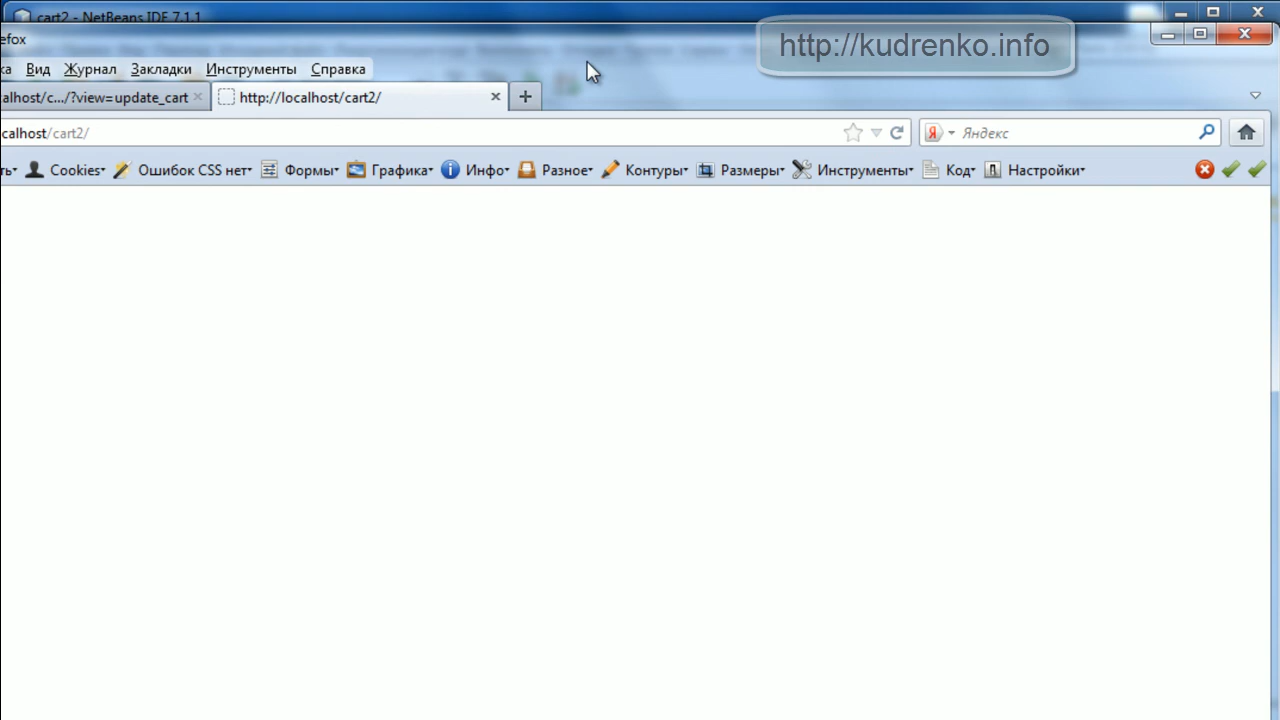 cart2 - NetBeans IDE 7.1.1
http://kudrenko.info
efox
ка Вид Журнал Закладки Инструменты Справка
alhost/c.../?view=update_cart http://localhost/cart2/
calhost/cart2/ Яндекс
ть Cookies Ошибок CSS нет Формы Графика Инфо Разное Контуры Размеры Инструменты Код Настройки